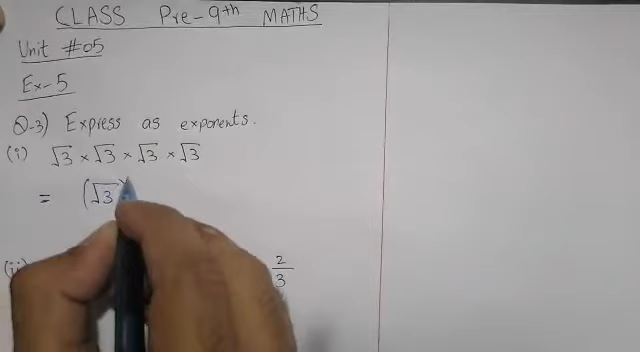 CLASS Pre-9th MATHS
Unit #05
Ex-5
Q-3) Express as exponents.
(i) √3 × √3 × √3 × √3
= (√3)
(ii) 2/3